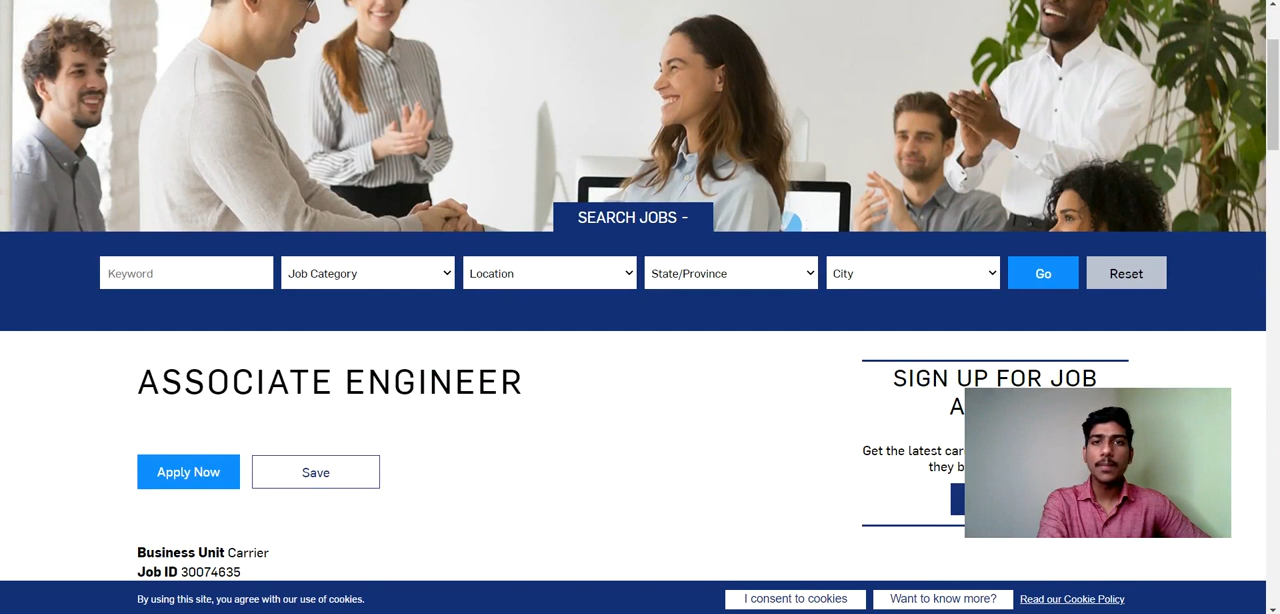 SEARCH JOBS -
Keyword Job Category Location State/Province City Go Reset
ASSOCIATE ENGINEER
SIGN UP FOR JOB
Apply Now Save
Get the latest
they
Business Unit Carrier
Job ID 30074635
By using this site, you agree with our use of cookies. I consent to cookies Want to know more? Read our Cookie Policy